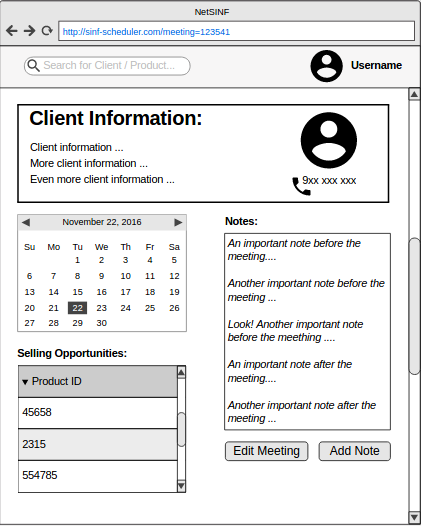 NetSINF
http://sinf-scheduler.com/meeting=123541
Search for Client / Product...
Username
Client Information:
Client information ...
More client information ...
Even more client information ...
9xx xxx xxx
November 22, 2016
Su Mo Tu We Th Fr Sa
1 2 3 4 5
6 7 8 9 10 11 12
13 14 15 16 17 18 19
20 21 22 23 24 25 26
27 28 29 30
Selling Opportunities:
Product ID
45658
2315
554785
Notes:
An important note before the
meeting....
Another important note before the
meeting ...
Look! Another important note
before the meething ....
An important note after the
meeting....
Another important note after the
meeting ...
Edit Meeting
Add Note